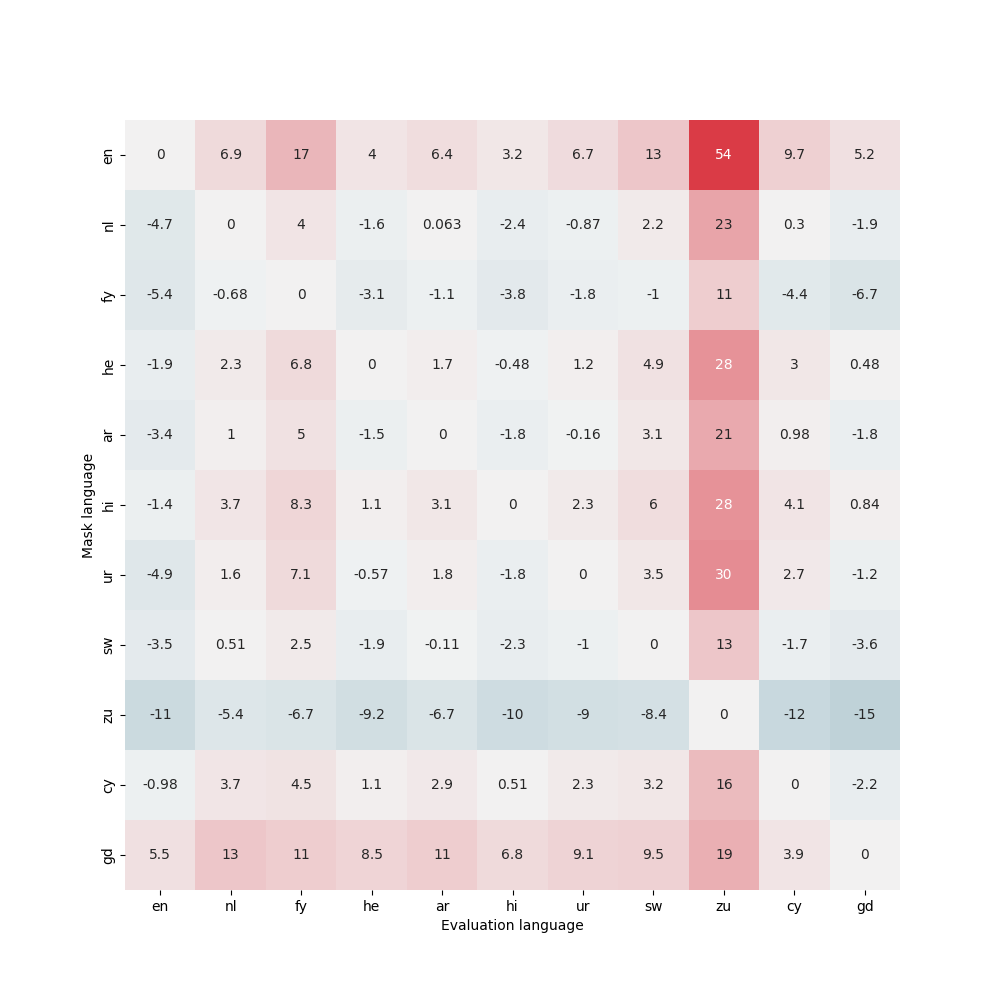 en 0 6.9 17 4 6.4 3.2 6.7 13 54 9.7 5.2
nl -4.7 0 4 -1.6 0.063 -2.4 -0.87 2.2 23 0.3 -1.9
fy -5.4 -0.68 0 -3.1 -1.1 -3.8 -1.8 -1 11 -4.4 -6.7
he -1.9 2.3 6.8 0 1.7 -0.48 1.2 4.9 28 3 0.48
ar -3.4 1 5 -1.5 0 -1.8 -0.16 3.1 21 0.98 -1.8
Mask language
hi -1.4 3.7 8.3 1.1 3.1 0 2.3 6 28 4.1 0.84
ur -4.9 1.6 7.1 -0.57 1.8 -1.8 0 3.5 30 2.7 -1.2
sw -3.5 0.51 2.5 -1.9 -0.11 -2.3 -1 0 13 -1.7 -3.6
zu -11 -5.4 -6.7 -9.2 -6.7 -10 -9 -8.4 0 -12 -15
cy -0.98 3.7 4.5 1.1 2.9 0.51 2.3 3.2 16 0 -2.2
gd 5.5 13 11 8.5 11 6.8 9.1 9.5 19 3.9 0
en nl fy he ar hi ur sw zu cy gd
Evaluation language